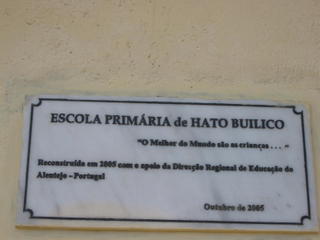 ESCOLA PRIMÁRIA de HATO BUILICO
"O Melhor do Mundo são as crianças . . . "
Reconstruída em 2005 com o apoio da Direcção Regional de Educação do
Alentejo - Portugal
Outubro de 2005